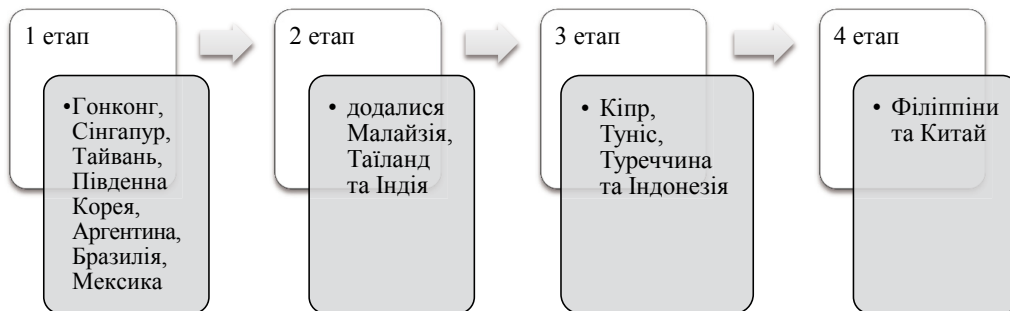 1 етап
•Гонконг,
Сінгапур,
Тайвань,
Південна
Корея,
Аргентина,
Бразилія,
Мексика
2 етап
• додалися
Малайзія,
Таїланд
та Індія
3 етап
• Кіпр,
Туніс,
Туреччина
та Індонезія
4 етап
• Філіппіни
та Китай